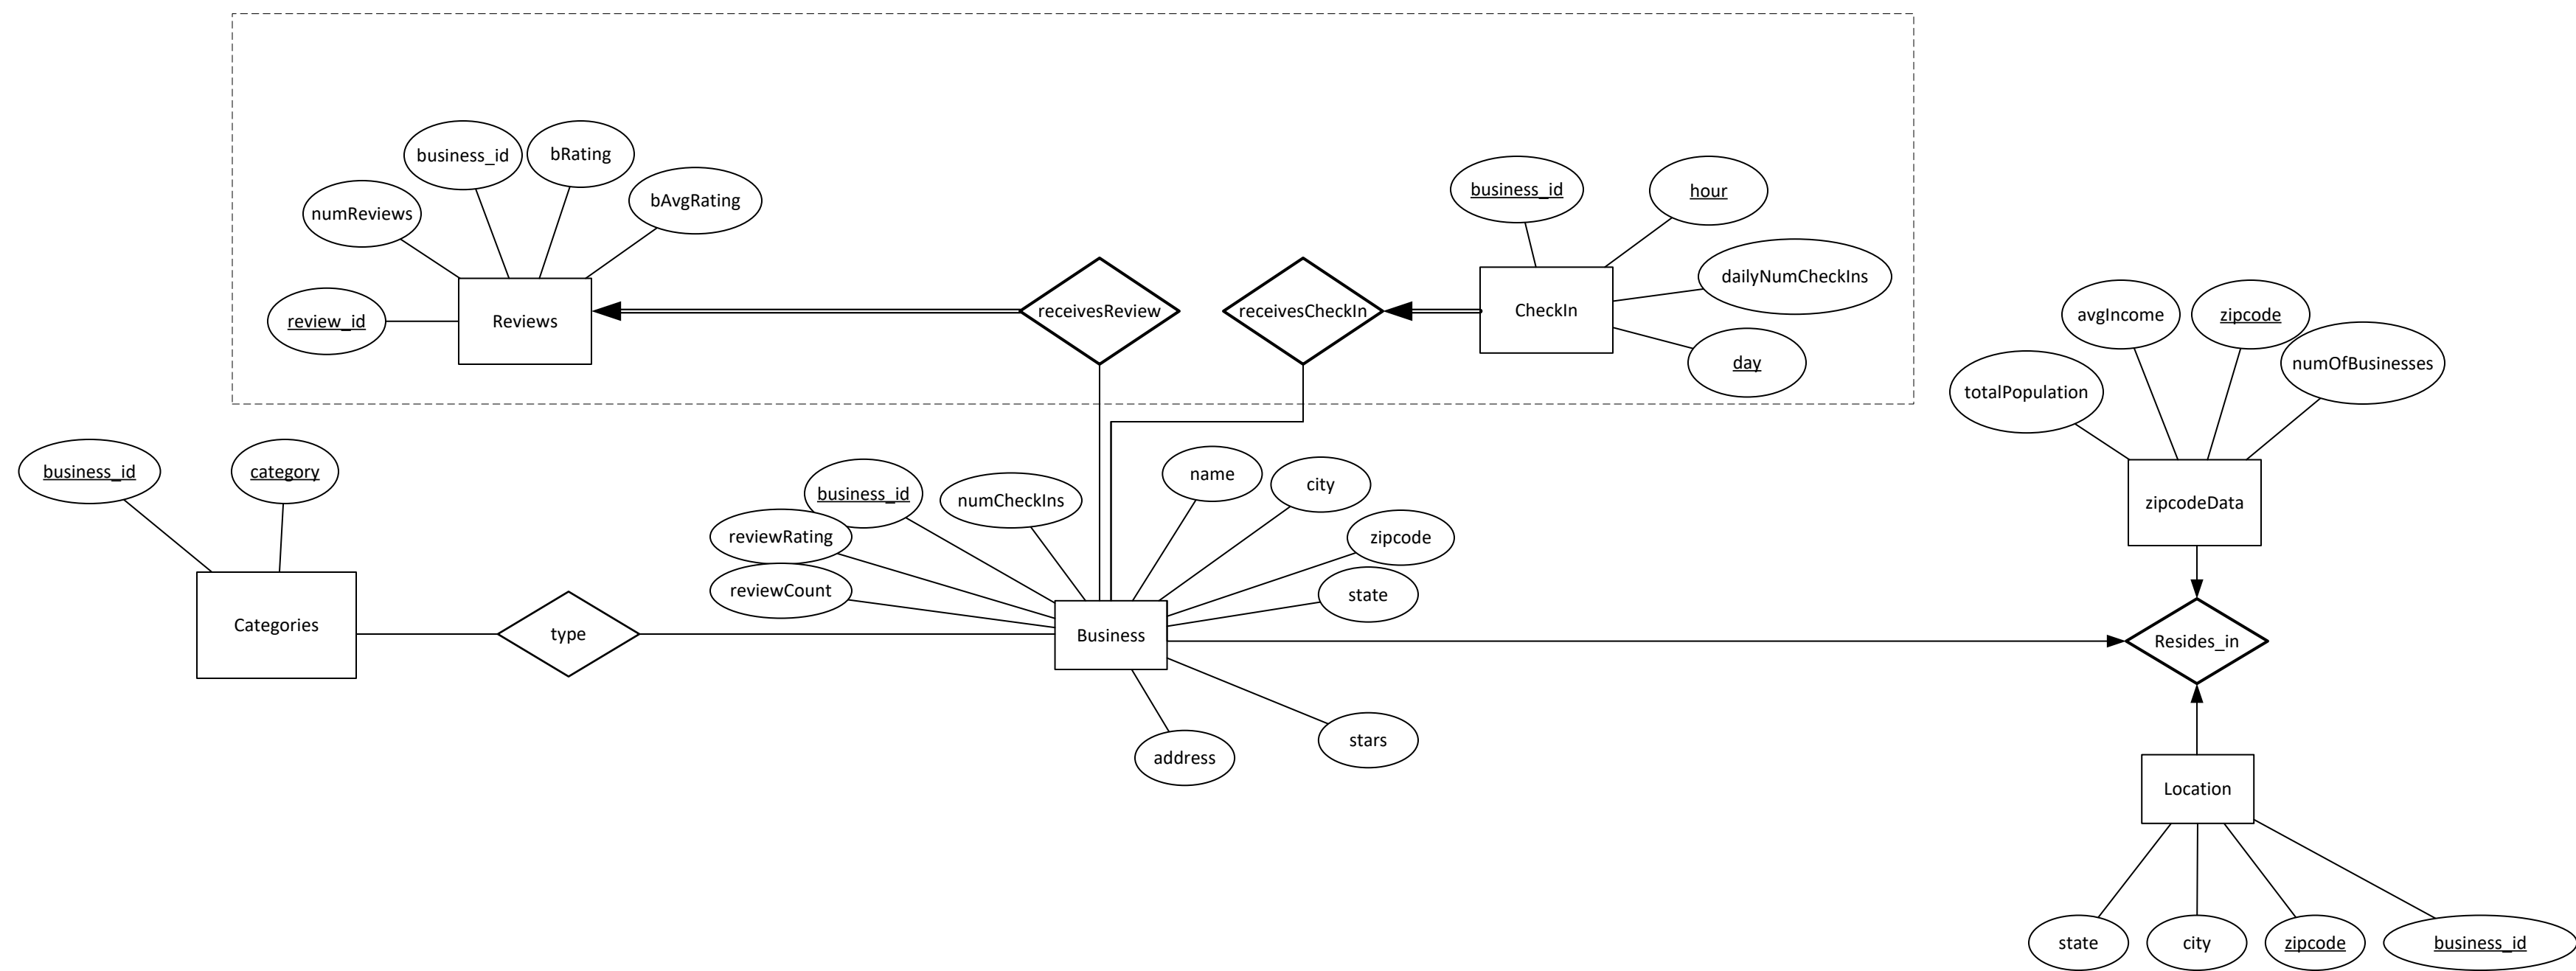 business_id
bRating
numReviews
bAvgRating
review_id
Reviews
receivesReview
receivesCheckIn
business_id
hour
dailyNumCheckIns
CheckIn
day
avgIncome
zipcode
totalPopulation
numOfBusinesses
zipcodeData
business_id
category
Categories
type
business_id
numCheckIns
name
city
reviewRating
zipcode
reviewCount
state
Business
Resides_in
address
stars
Location
state
city
zipcode
business_id